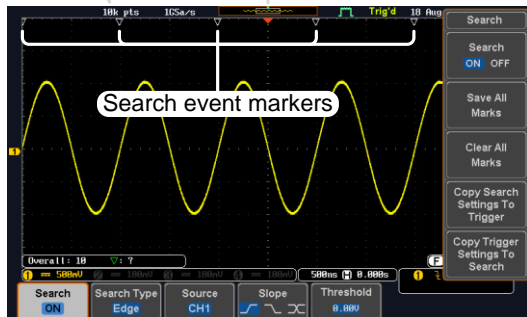 10k pts 1GSa/s Trig'd 18 Aug
Search
Search
ON OFF
Save All
Marks
Clear All
Marks
Copy Search
Settings To
Trigger
Copy Trigger
Settings To
Search
Search event markers
1
Overall: 10 ▽: ?
F
1 == 500mV 2 == 100mV 3 == 100mV 4 == 100mV 500ns H 0.000s 1
Search
ON
Search Type
Edge
Source
CH1
Slope
Threshold
0.00V